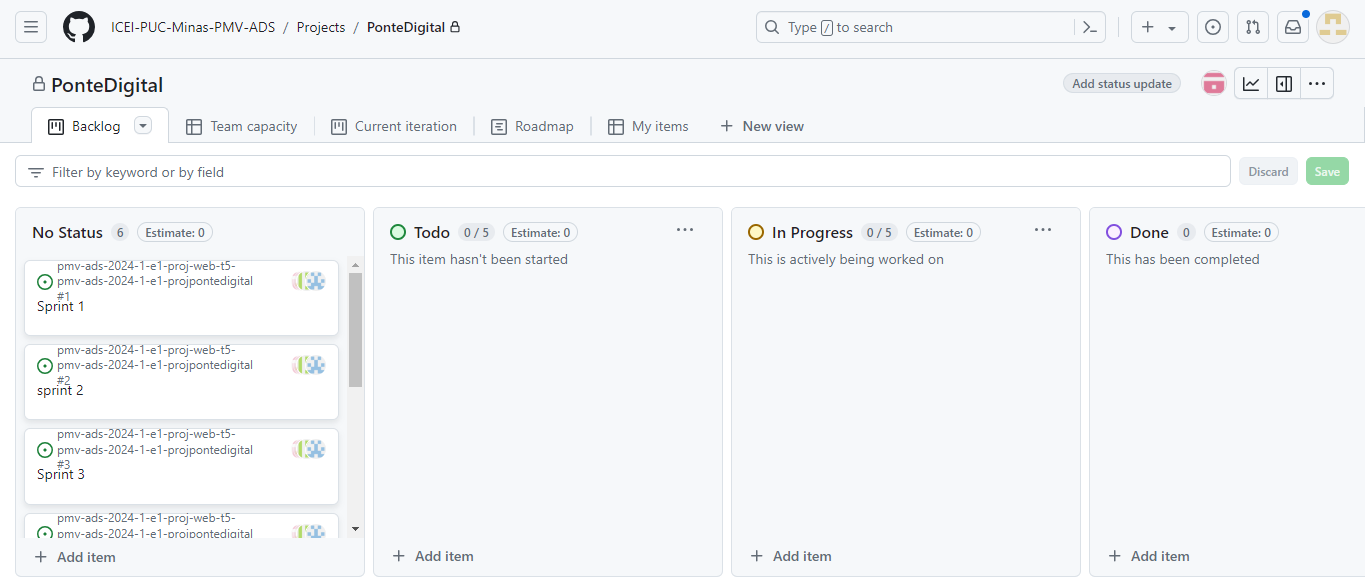 ICEI-PUC-Minas-PMV-ADS / Projects / PonteDigital
Type / to search
PonteDigital
Add status update
Backlog
Team capacity
Current iteration
Roadmap
My items
New view
Filter by keyword or by field
Discard
Save
No Status 6 Estimate: 0
pmv-ads-2024-1-e1-proj-web-t5-
pmv-ads-2024-1-e1-projpontedigital
#1
Sprint 1
pmv-ads-2024-1-e1-proj-web-t5-
pmv-ads-2024-1-e1-projpontedigital
#2
sprint 2
pmv-ads-2024-1-e1-proj-web-t5-
pmv-ads-2024-1-e1-projpontedigital
#3
Sprint 3
pmv-ads-2024-1-e1-proj-web-t5-
pmv-ads-2024-1-e1-projpontedigital
Add item
Todo 0 / 5 Estimate: 0
This item hasn't been started
Add item
In Progress 0 / 5 Estimate: 0
This is actively being worked on
Add item
Done 0 Estimate: 0
This has been completed
Add item